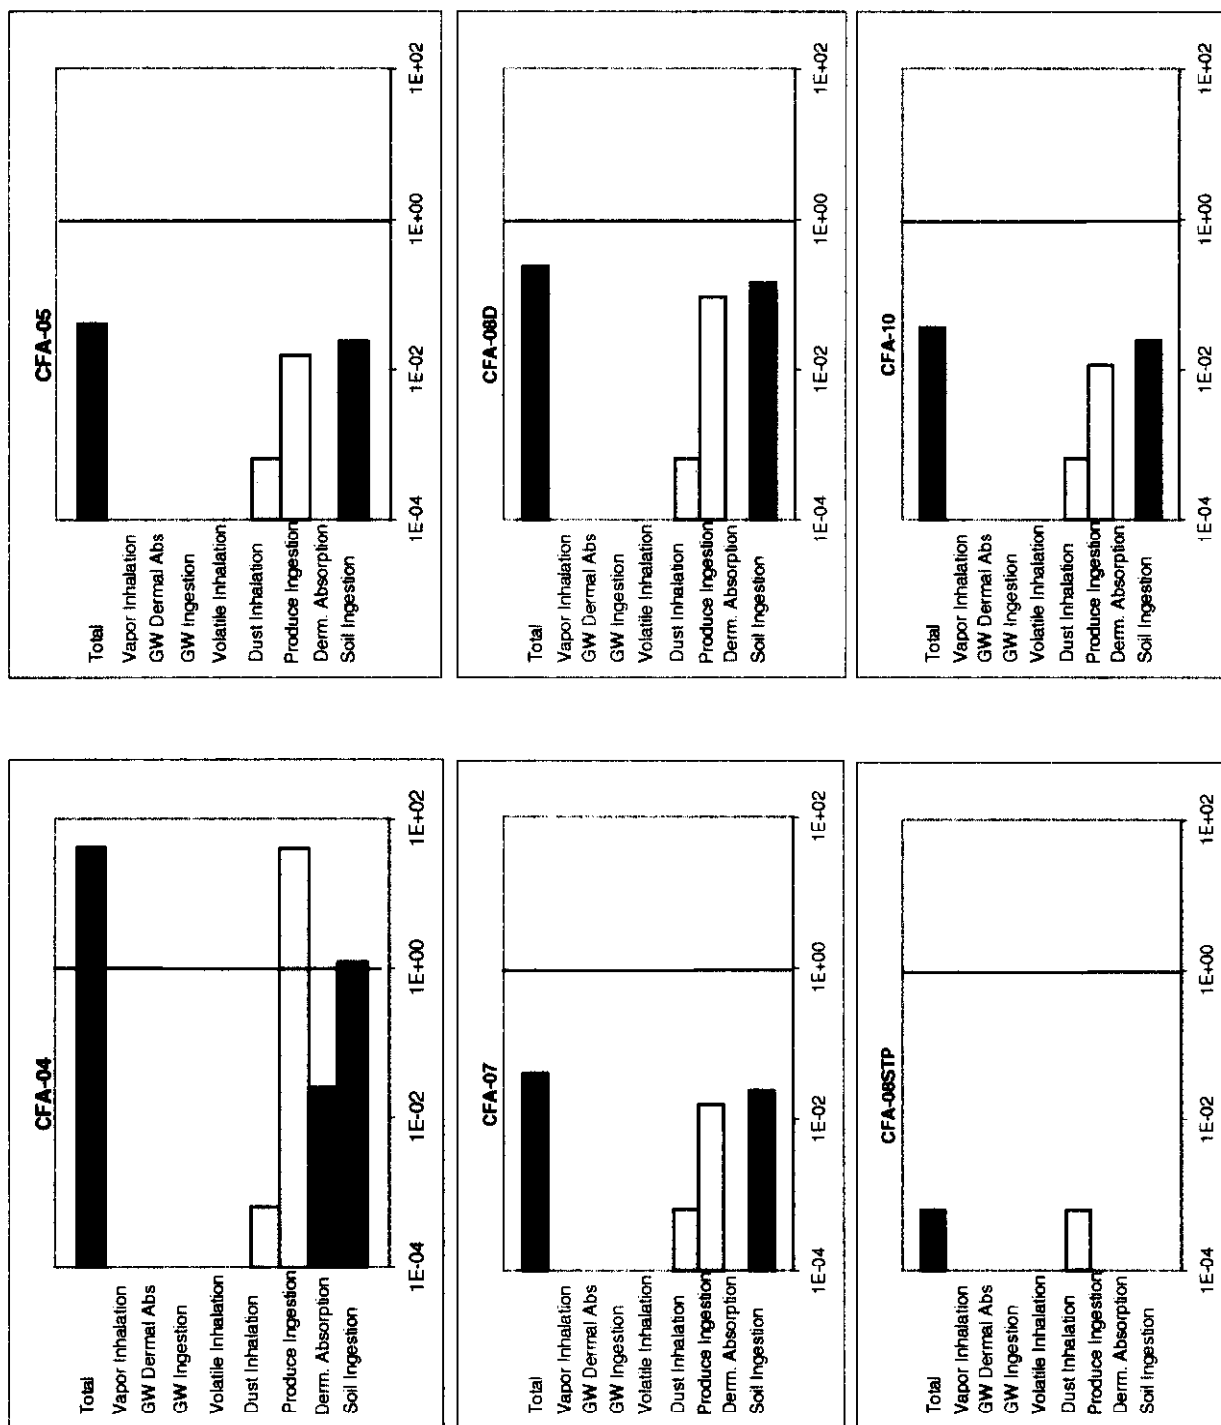 CFA-05
Total
Vapor Inhalation
GW Dermal Abs
GW Ingestion
Volatile Inhalation
Dust Inhalation
Produce Ingestion
Derm. Absorption
Soil Ingestion
1E-04
1E-02
1E+00
1E+02
CFA-08D
Total
Vapor Inhalation
GW Dermal Abs
GW Ingestion
Volatile Inhalation
Dust Inhalation
Produce Ingestion
Derm. Absorption
Soil Ingestion
1E-04
1E-02
1E+00
1E+02
CFA-10
Total
Vapor Inhalation
GW Dermal Abs
GW Ingestion
Volatile Inhalation
Dust Inhalation
Produce Ingestion
Derm. Absorption
Soil Ingestion
1E-04
1E-02
1E+00
1E+02
CFA-04
Total
Vapor Inhalation
GW Dermal Abs
GW Ingestion
Volatile Inhalation
Dust Inhalation
Produce Ingestion
Derm. Absorption
Soil Ingestion
1E-04
1E-02
1E+00
1E+02
CFA-07
Total
Vapor Inhalation
GW Dermal Abs
GW Ingestion
Volatile Inhalation
Dust Inhalation
Produce Ingestion
Derm. Absorption
Soil Ingestion
1E-04
1E-02
1E+00
1E+02
CFA-08STP
Total
Vapor Inhalation
GW Dermal Abs
GW Ingestion
Volatile Inhalation
Dust Inhalation
Produce Ingestion
Derm. Absorption
Soil Ingestion
1E-04
1E-02
1E+00
1E+02